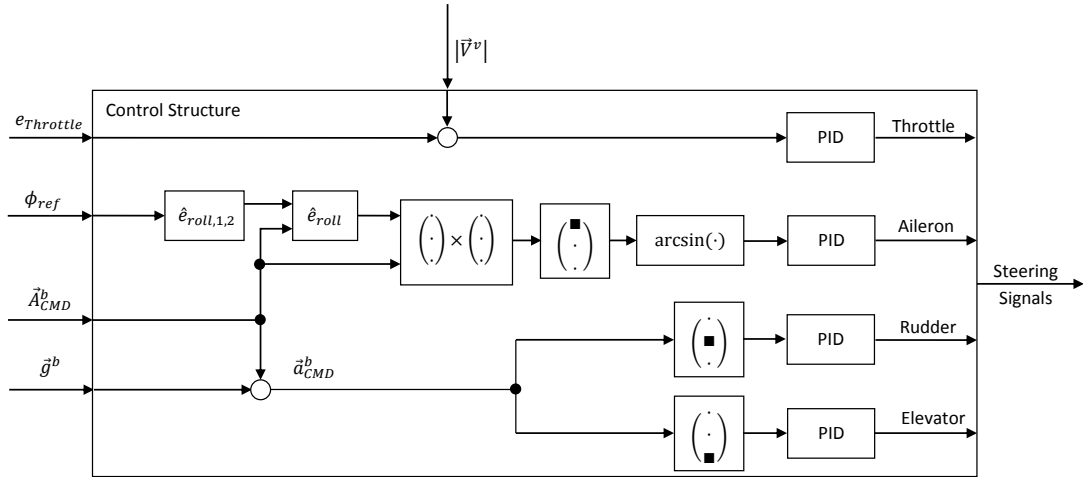 |V⃗ᵛ|
Control Structure
e_Throttle
PID
Throttle
ϕ_ref
ê_roll,1,2
ê_roll
(⋅ ⋅ ⋅) × (⋅ ⋅ ⋅)
(■ ⋅ ⋅)
arcsin(⋅)
PID
Aileron
Steering
Signals
A⃗ᵇ_CMD
(⋅ ■ ⋅)
PID
Rudder
g⃗ᵇ
a⃗ᵇ_CMD
(⋅ ⋅ ■)
PID
Elevator